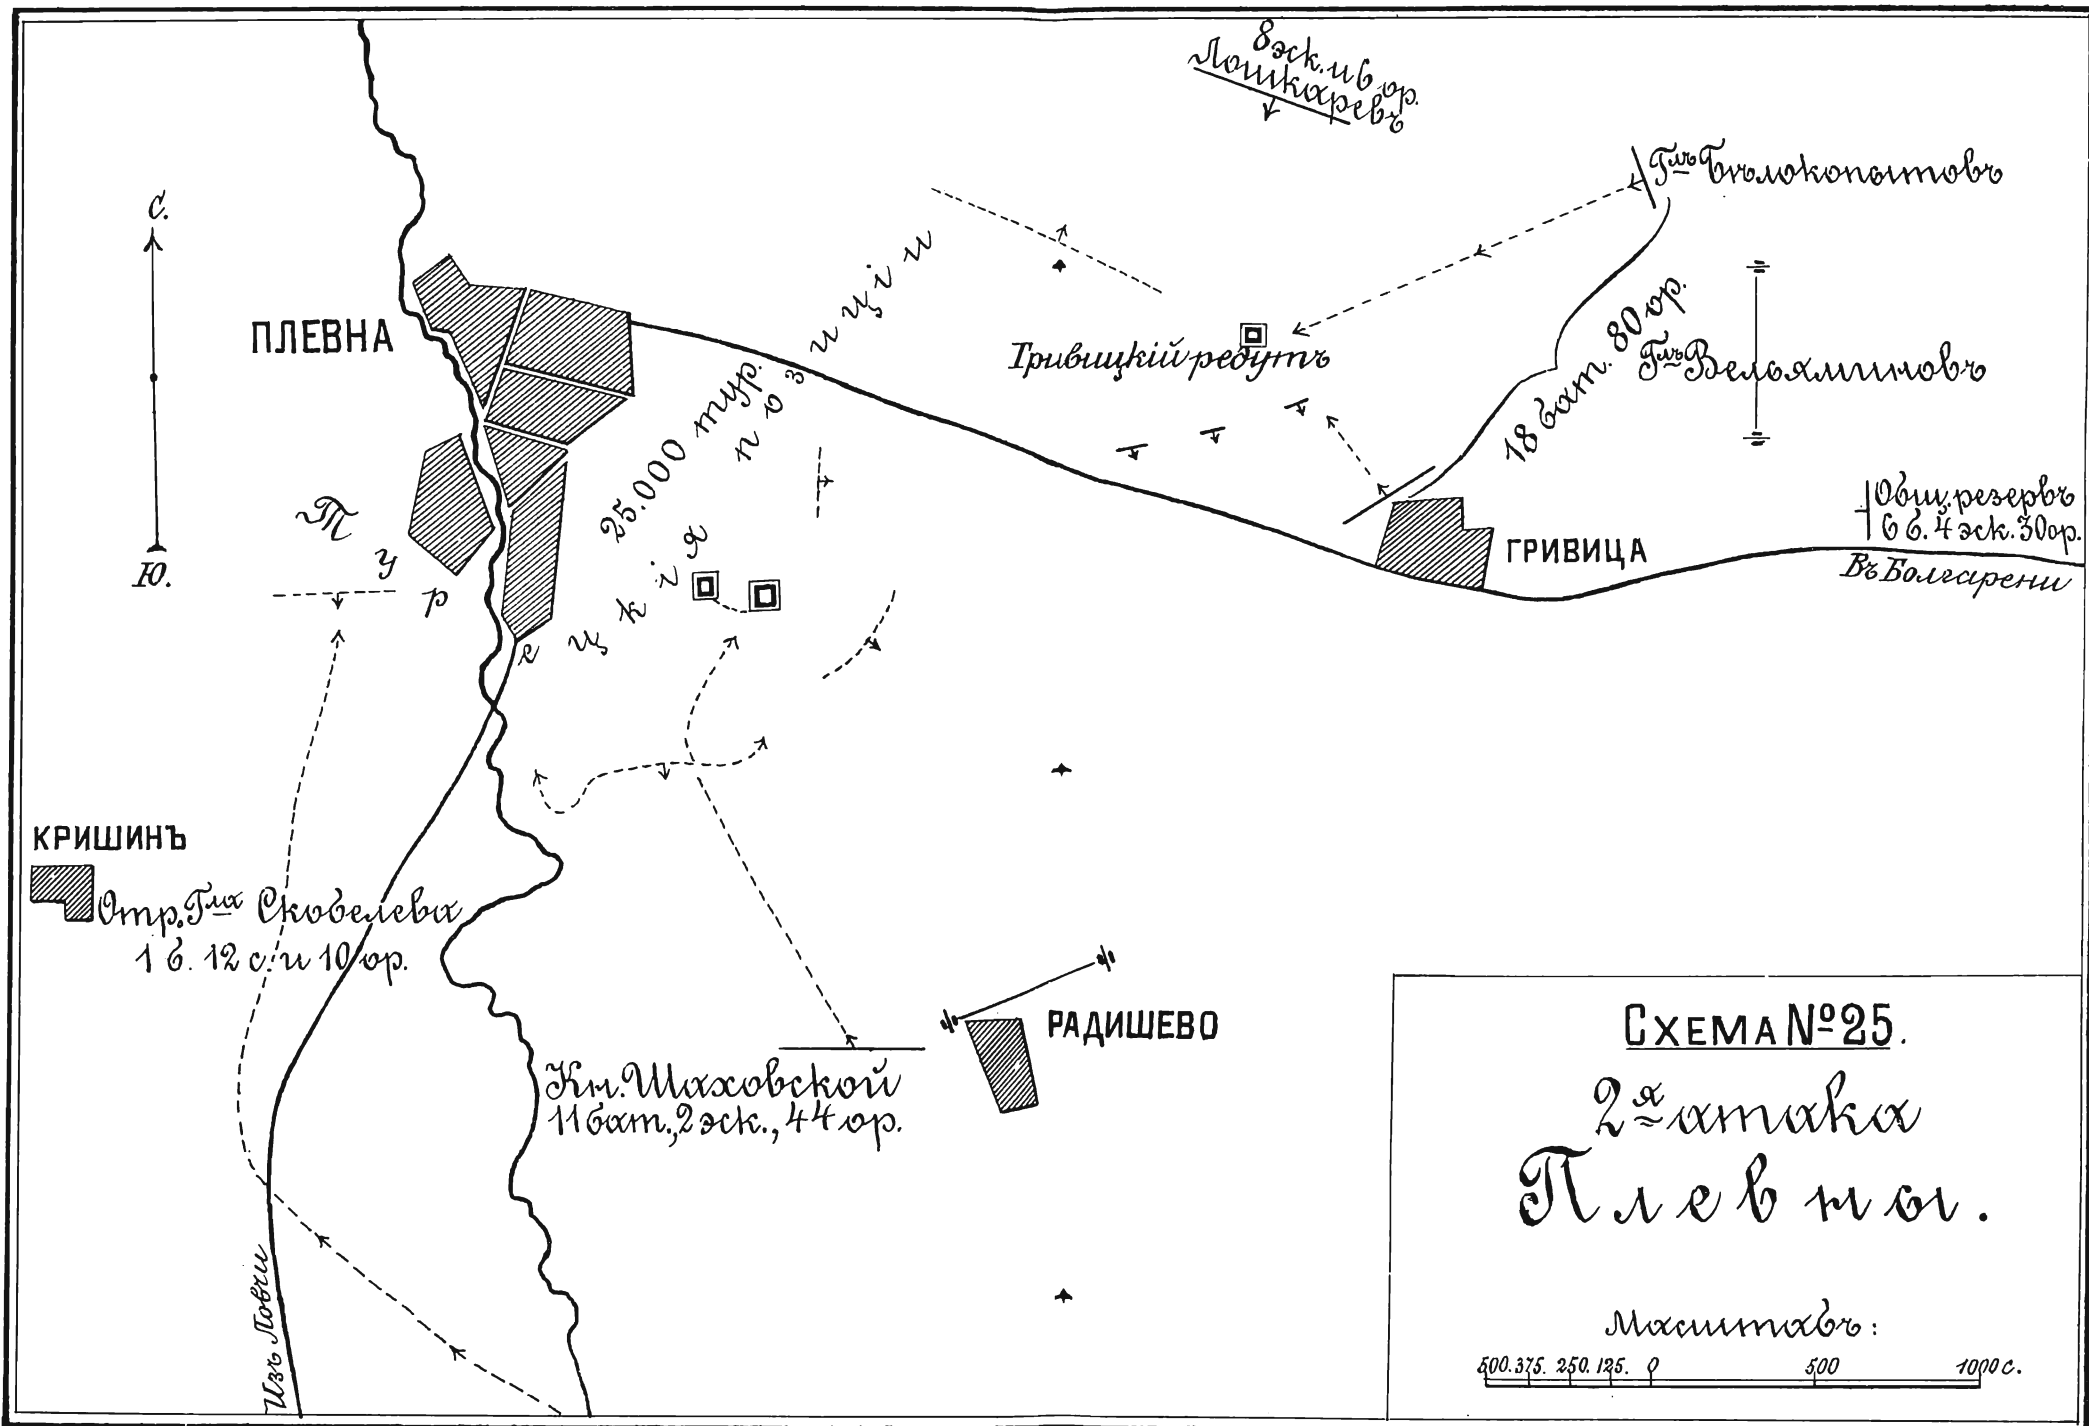 8 эск. и 6 ор.
Лошкаревъ
Г.лъ Бѣлокопытовъ
С.
Ю.
ПЛЕВНА
25.000 тур.
Турецкія позиціи
Гривицкій редутъ
18 бат. 80 ор.
Г.лъ Вельяминовъ
Общ. резервъ
6 б. 4 эск. 30 ор.
ГРИВИЦА
Въ Болгарени
КРИШИНЪ
Отр. Г.ла Скобелева
1 б. 12 с. и 10 ор.
РАДИШЕВО
Кн. Шаховской
11 бат., 2 эск., 44 ор.
Изъ Ловчи
СХЕМА №25.
2я атака
Плевны.
Масштабъ:
500. 375. 250. 125. 0 500 1000 с.